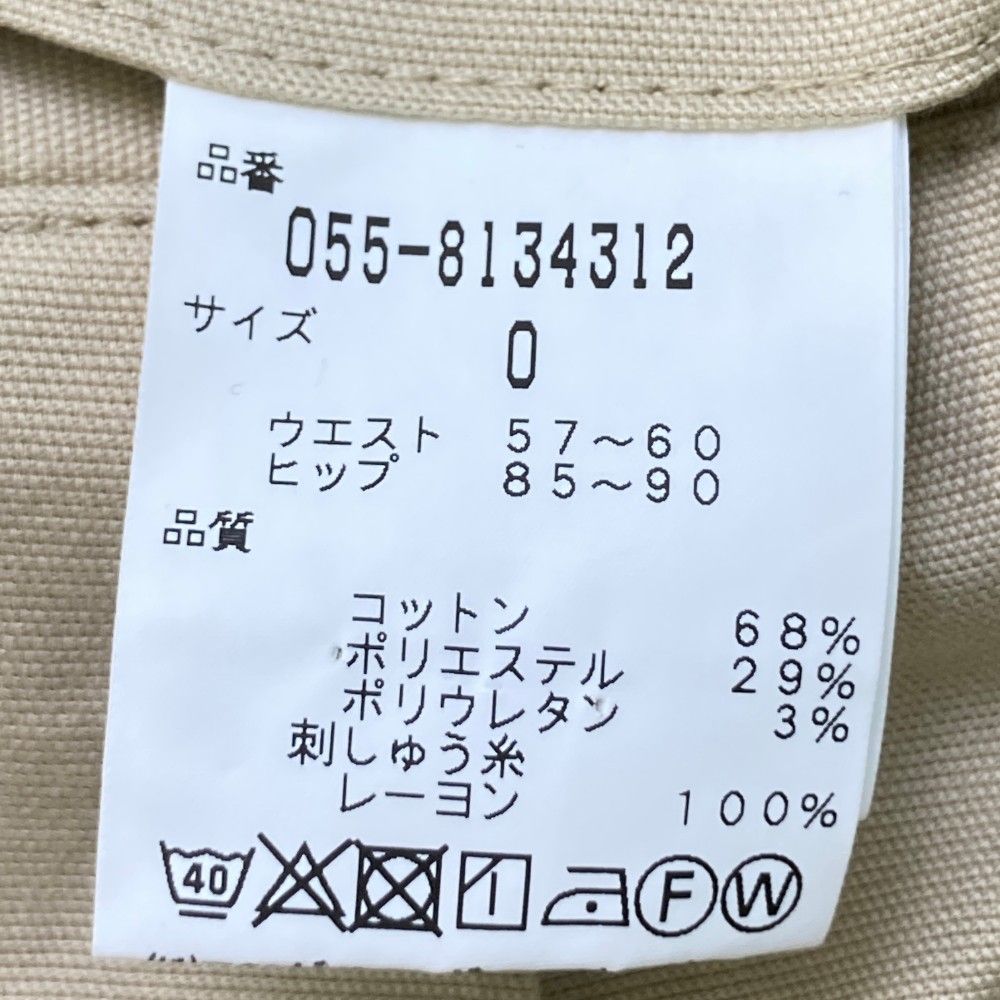 品番
055-8134312
サイズ
0
ウエスト 57～60
ヒップ 85～90
品質
コットン 68%
ポリエステル 29%
ポリウレタン 3%
刺しゅう糸
レーヨン 100%
40 F W